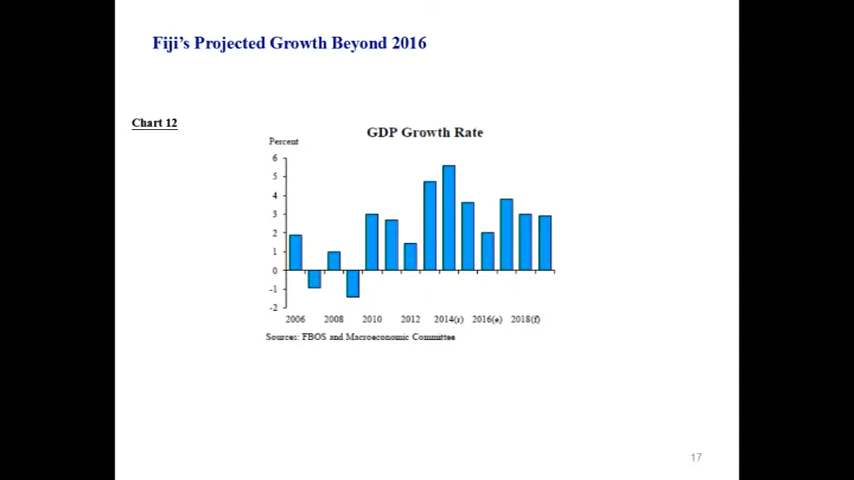 Fiji's Projected Growth Beyond 2016
Chart 12
GDP Growth Rate
Percent
6
5
4
3
2
1
0
-1
-2
2006 2008 2010 2012 2014(r) 2016(e) 2018(f)
Sources: FBOS and Macroeconomic Committee
17